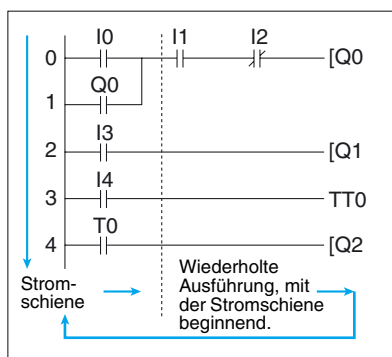 I0 I1 I2
0 [Q0
Q0
1
I3
2 [Q1
I4
3 TT0
T0
4 [Q2
Strom-
schiene
Wiederholte
Ausführung, mit
der Stromschiene
beginnend.